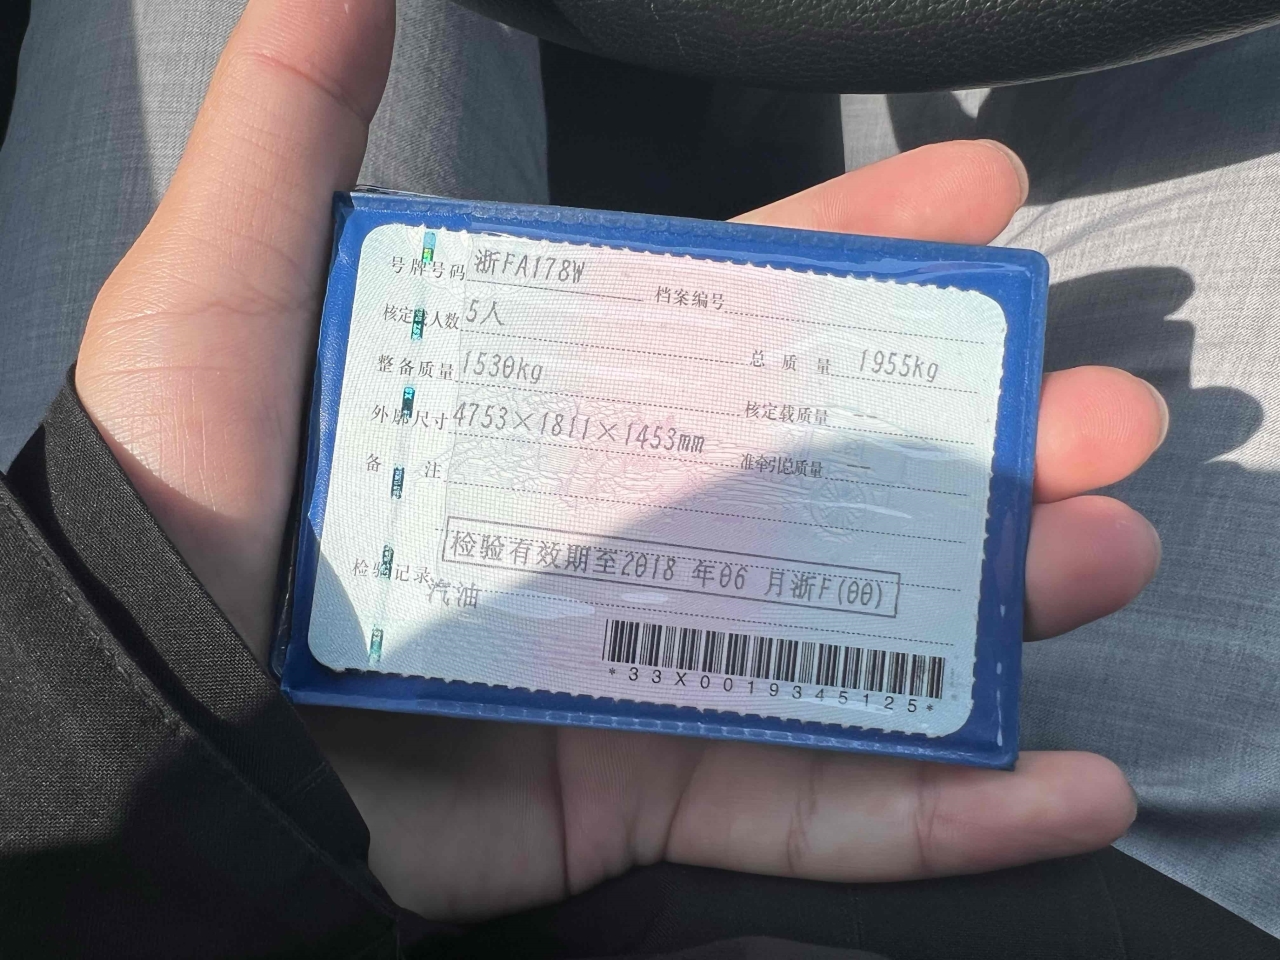 号牌号码 浙FA178W 档案编号
核定载人数 5人 总质量 1955kg
整备质量 1530kg 核定载质量 --
外廓尺寸 4753×1811×1453mm 准牵引总质量 --
备注
检验有效期至2018年06月浙F(00)
检验记录 汽油
*33X0019345125*